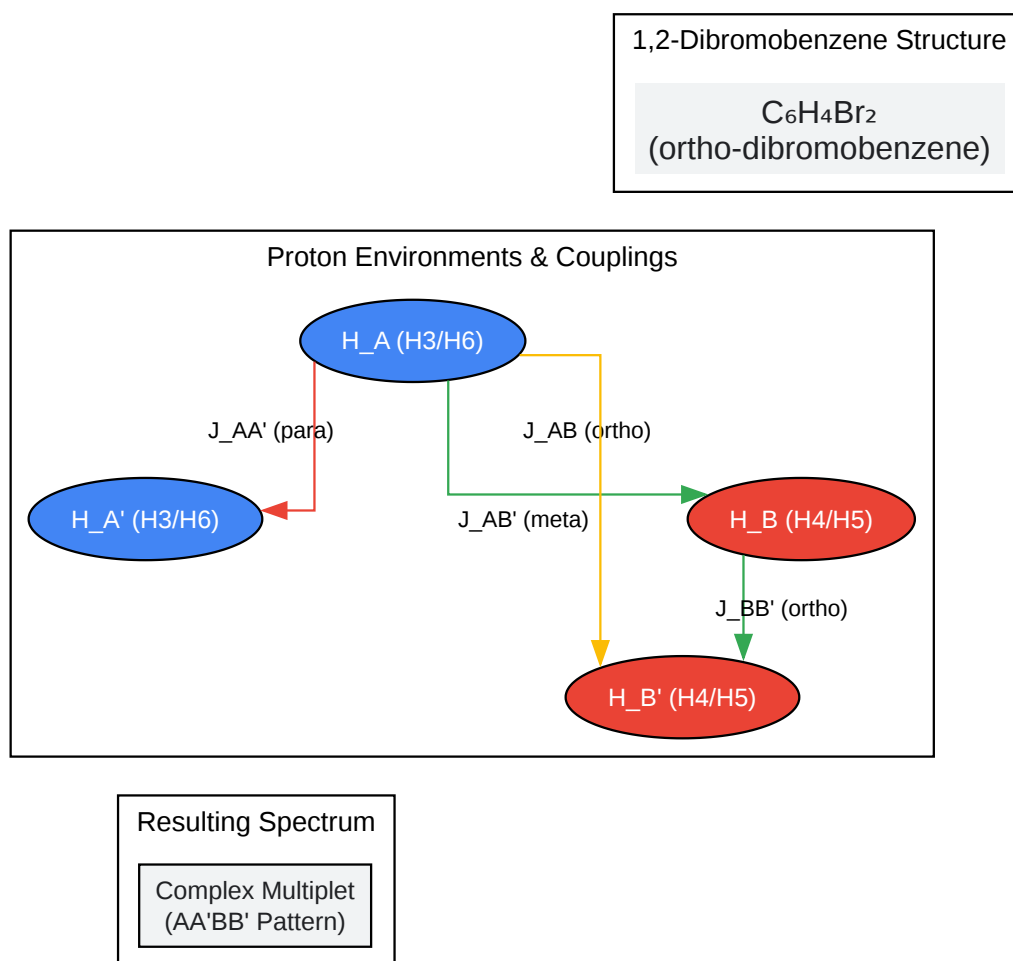 1,2-Dibromobenzene Structure
C₆H₄Br₂
(ortho-dibromobenzene)
Proton Environments & Couplings
H_A (H3/H6)
J_AA' (para)
J_AB (ortho)
H_A' (H3/H6)
J_AB' (meta)
H_B (H4/H5)
J_BB' (ortho)
H_B' (H4/H5)
Resulting Spectrum
Complex Multiplet
(AA'BB' Pattern)